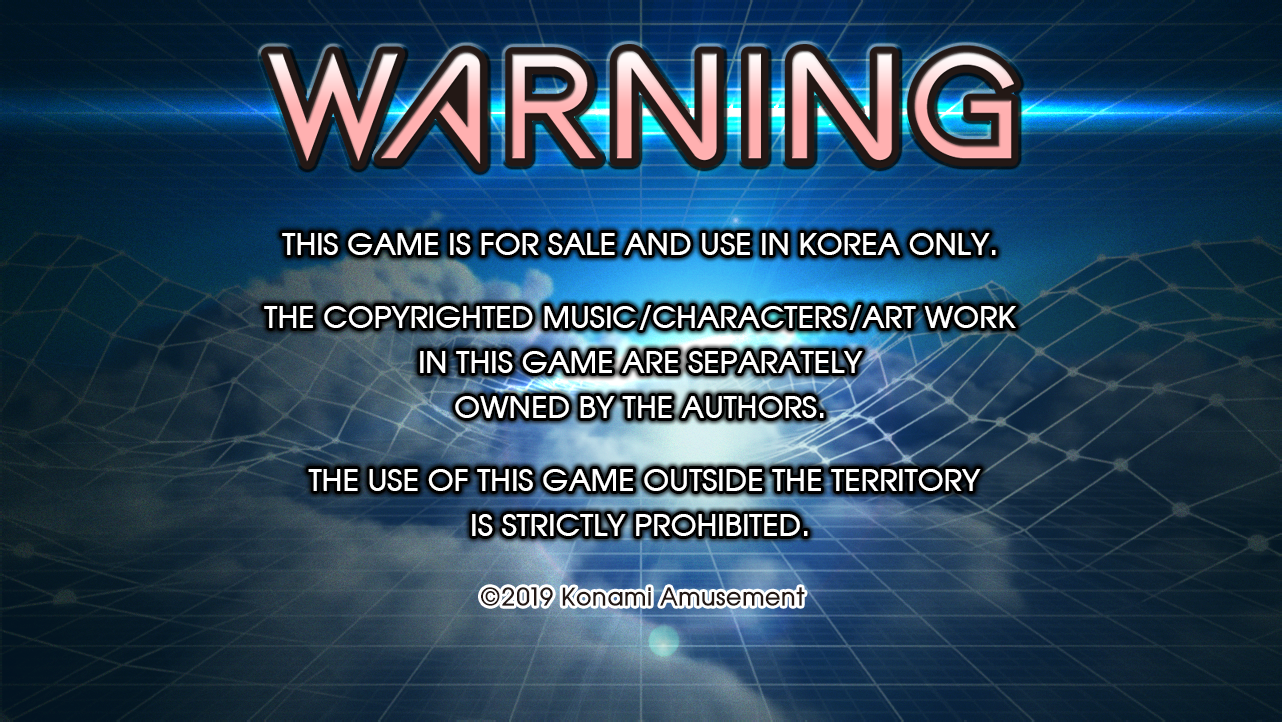 WARNING
THIS GAME IS FOR SALE AND USE IN KOREA ONLY.
THE COPYRIGHTED MUSIC/CHARACTERS/ART WORK
IN THIS GAME ARE SEPARATELY
OWNED BY THE AUTHORS.
THE USE OF THIS GAME OUTSIDE THE TERRITORY
IS STRICTLY PROHIBITED.
©2019 Konami Amusement